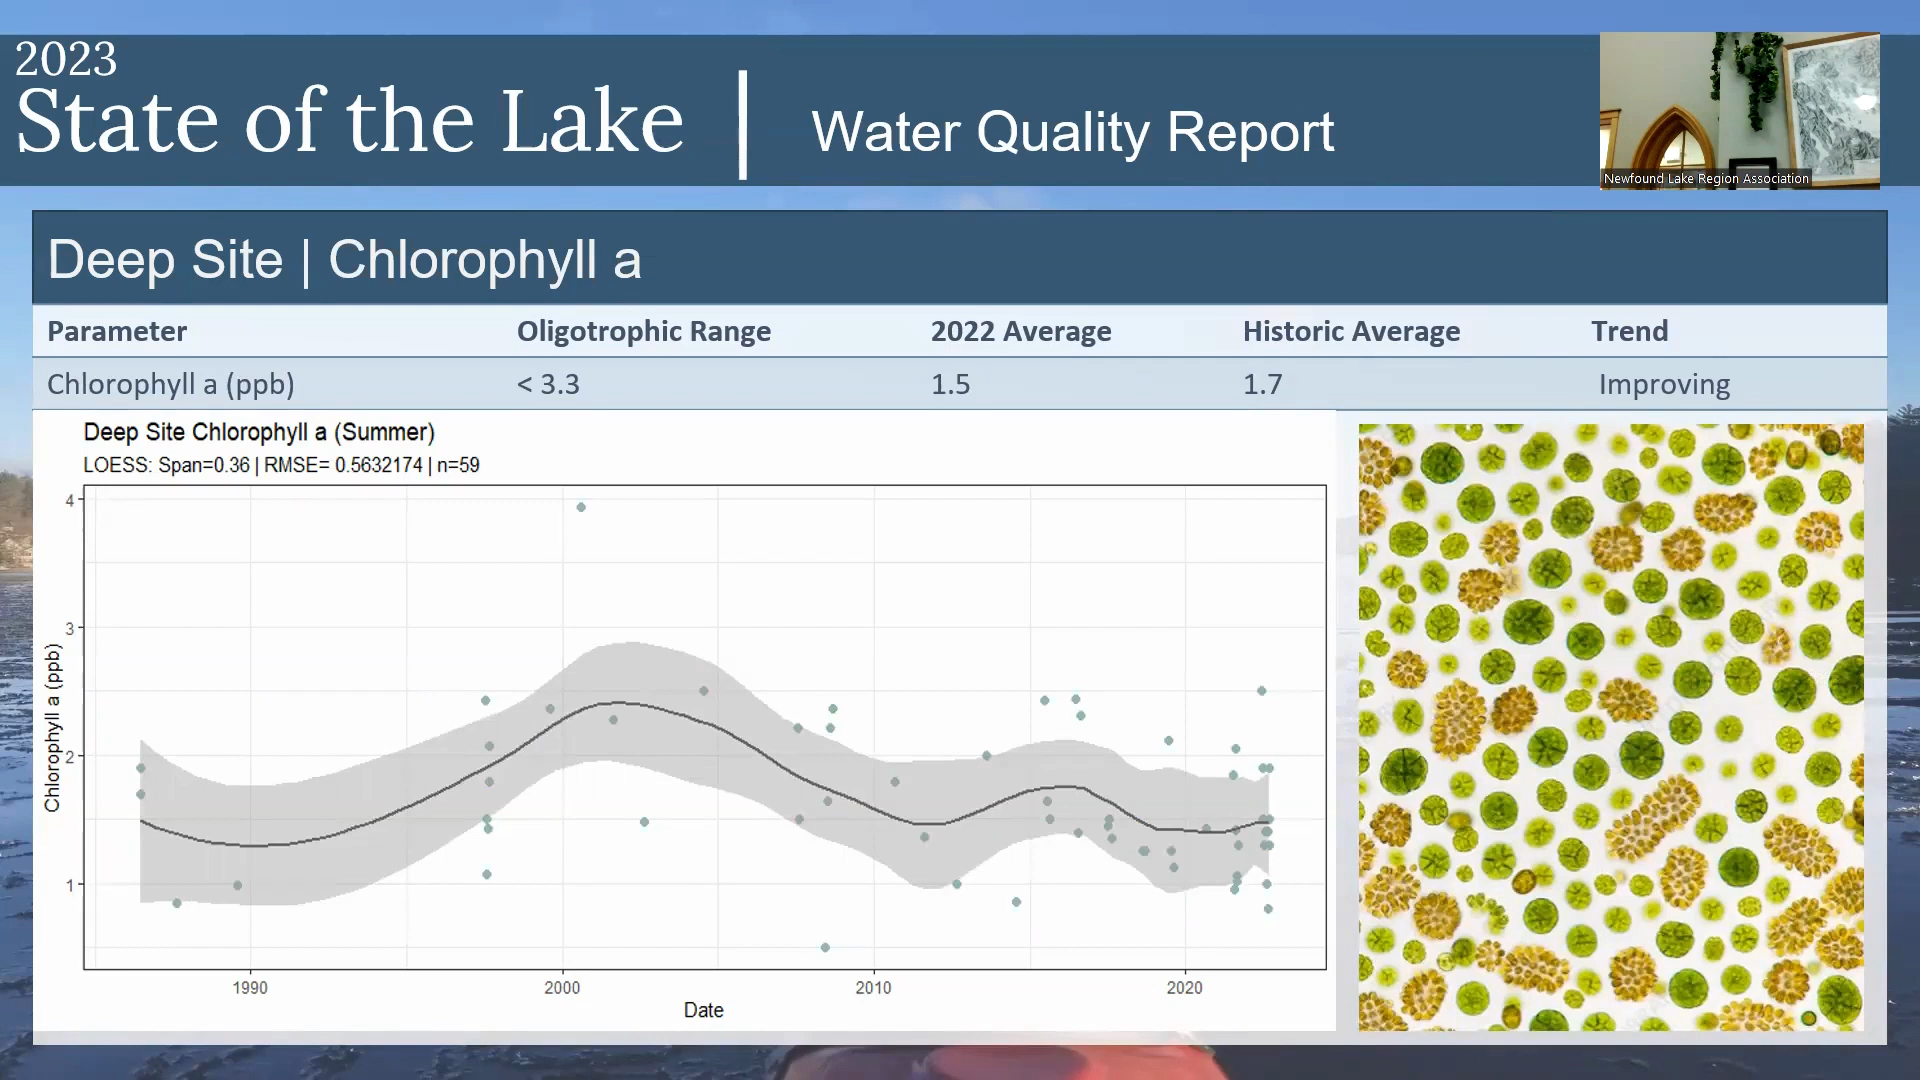 2023
State of the Lake | Water Quality Report
Newfound Lake Region Association
Deep Site | Chlorophyll a
Parameter Oligotrophic Range 2022 Average Historic Average Trend
Chlorophyll a (ppb) < 3.3 1.5 1.7 Improving
Deep Site Chlorophyll a (Summer)
LOESS: Span=0.36 | RMSE= 0.5632174 | n=59
Chlorophyll a (ppb)
4
3
2
1
1990 2000 2010 2020
Date